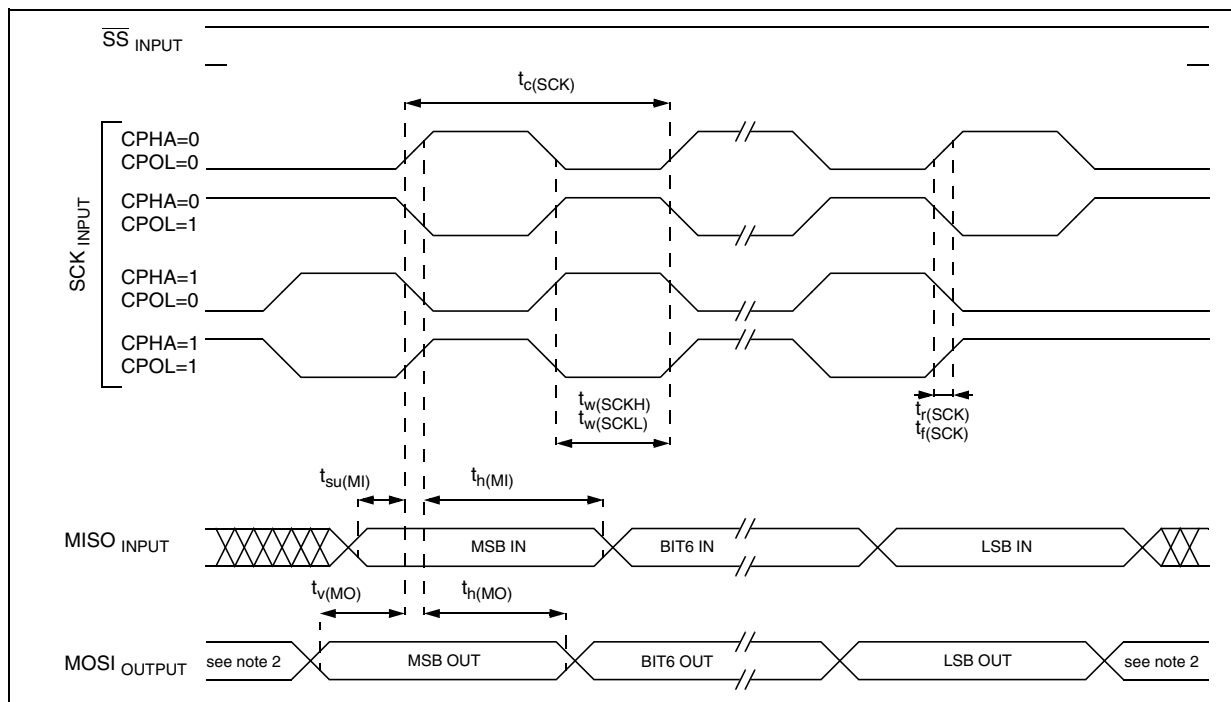 SS INPUT
tc(SCK)
SCK INPUT
CPHA=0
CPOL=0
CPHA=0
CPOL=1
CPHA=1
CPOL=0
CPHA=1
CPOL=1
tw(SCKH)
tw(SCKL)
tr(SCK)
tf(SCK)
tsu(MI)
th(MI)
MISO INPUT
MSB IN
BIT6 IN
LSB IN
tv(MO)
th(MO)
MOSI OUTPUT
see note 2
MSB OUT
BIT6 OUT
LSB OUT
see note 2